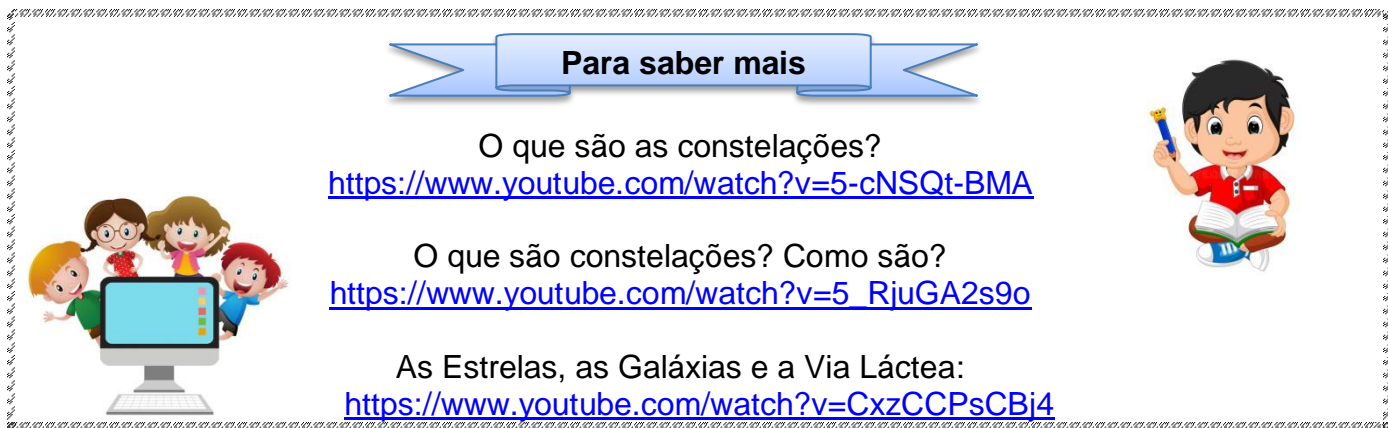 Para saber mais
O que são as constelações?
https://www.youtube.com/watch?v=5-cNSQt-BMA
O que são constelações? Como são?
https://www.youtube.com/watch?v=5_RjuGA2s9o
As Estrelas, as Galáxias e a Via Láctea:
https://www.youtube.com/watch?v=CxzCCPsCBj4